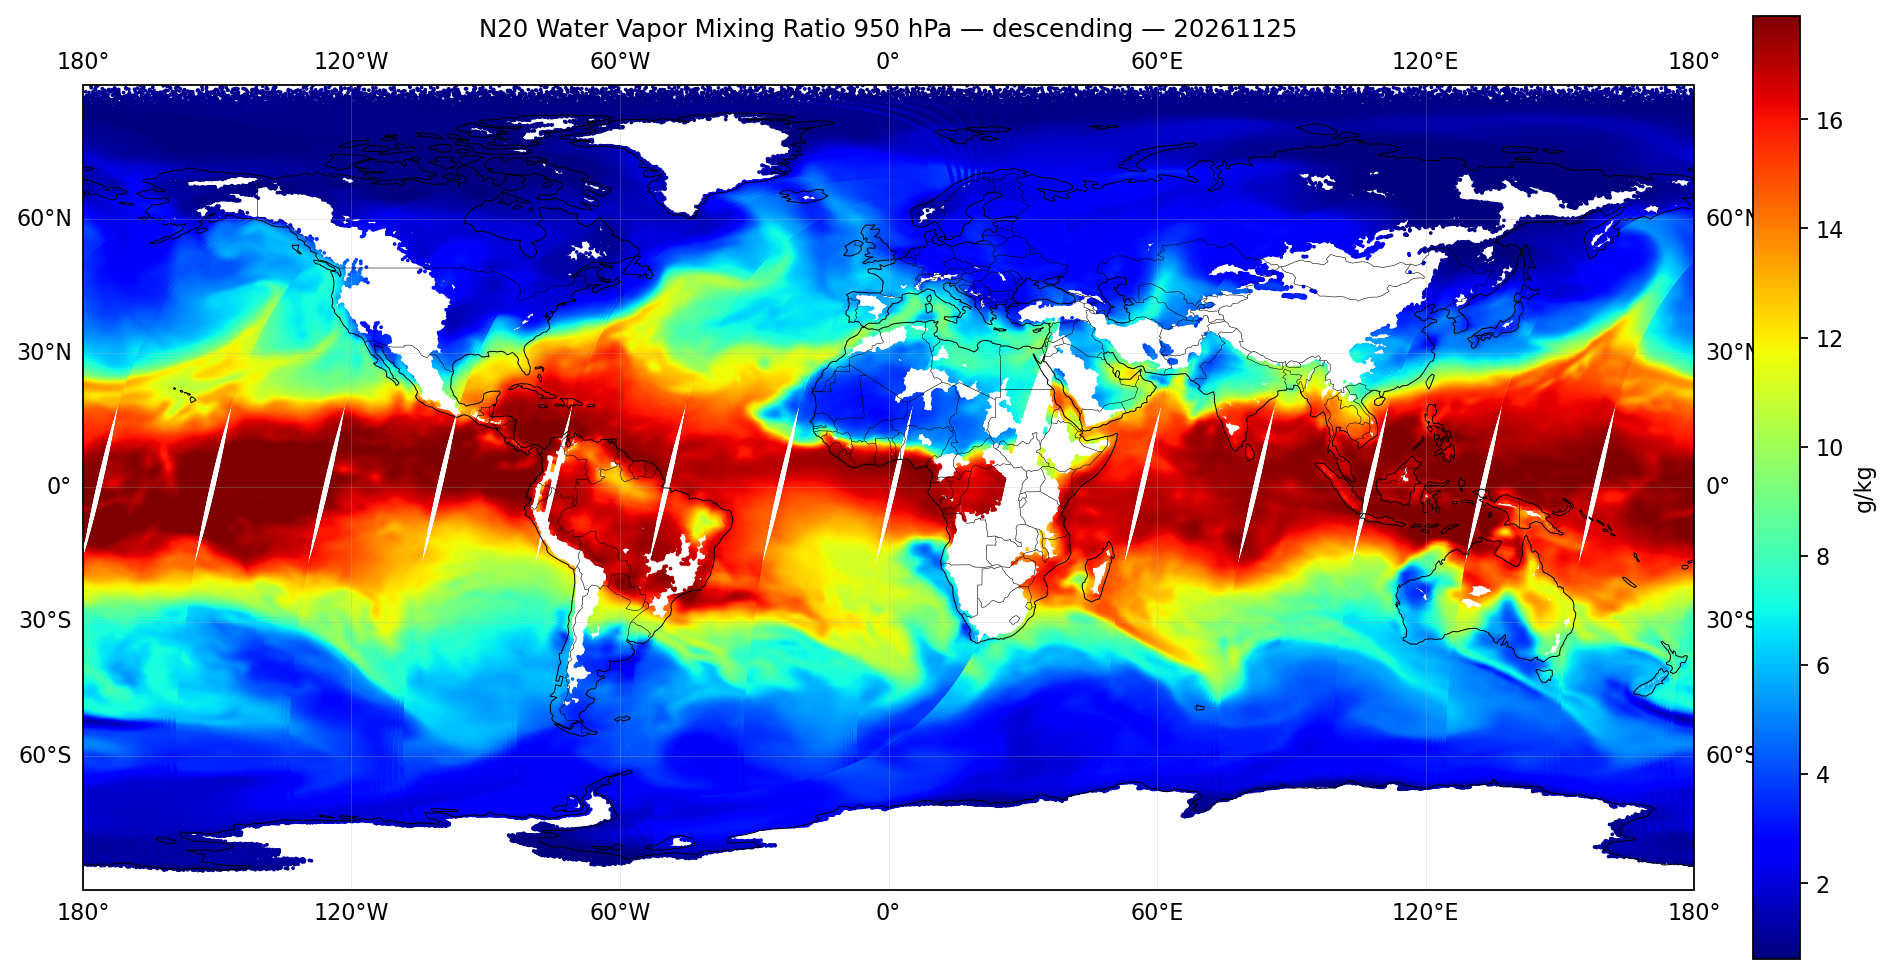 N20 Water Vapor Mixing Ratio 950 hPa — descending — 20261125
180° 120°W 60°W 0° 60°E 120°E 180°
60°N 60°N
30°N 30°N
0° 0°
30°S 30°S
60°S 60°S
180° 120°W 60°W 0° 60°E 120°E 180°
16
14
12
10
8
6
4
2
g/kg